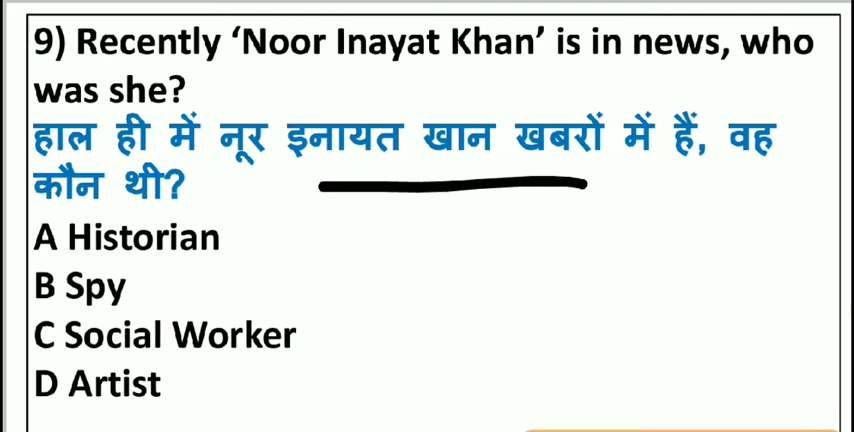 9) Recently ‘Noor Inayat Khan’ is in news, who
was she?
हाल ही में नूर इनायत खान खबरों में हैं, वह
कौन थी?
A Historian
B Spy
C Social Worker
D Artist